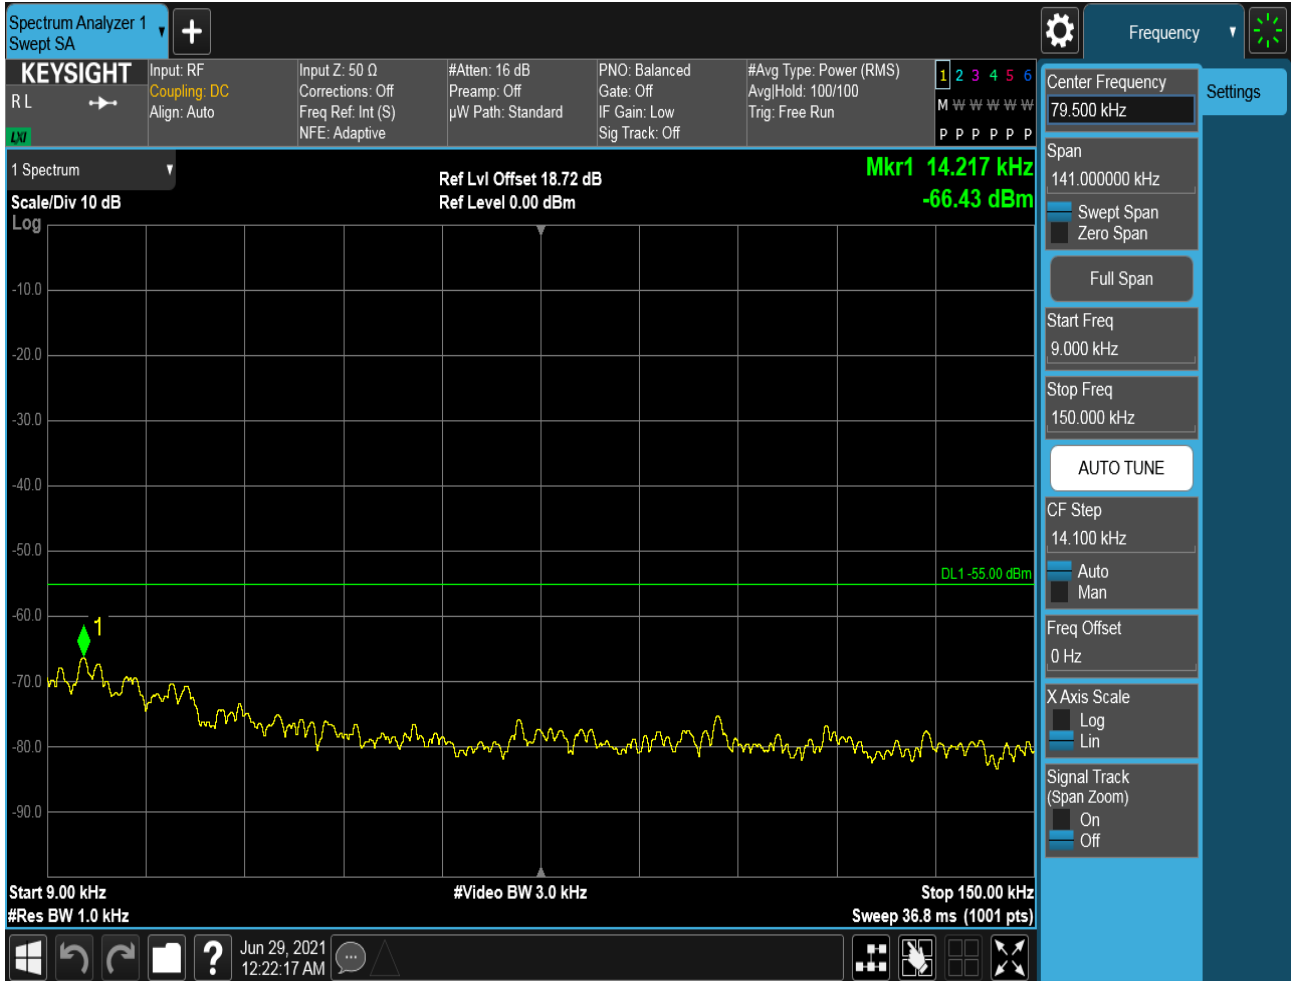 Spectrum Analyzer 1
Swept SA
Frequency
KEYSIGHT
R L
LXI
Input: RF
Coupling: DC
Align: Auto
Input Z: 50 Ω
Corrections: Off
Freq Ref: Int (S)
NFE: Adaptive
#Atten: 16 dB
Preamp: Off
µW Path: Standard
PNO: Balanced
Gate: Off
IF Gain: Low
Sig Track: Off
#Avg Type: Power (RMS)
Avg|Hold: 100/100
Trig: Free Run
1 2 3 4 5 6
M W W W W W
P P P P P P
1 Spectrum
Scale/Div 10 dB
Log
Ref Lvl Offset 18.72 dB
Ref Level 0.00 dBm
Mkr1 14.217 kHz
-66.43 dBm
-10.0
-20.0
-30.0
-40.0
-50.0
DL1 -55.00 dBm
-60.0
1
-70.0
-80.0
-90.0
Start 9.00 kHz
#Video BW 3.0 kHz
Stop 150.00 kHz
#Res BW 1.0 kHz
Sweep 36.8 ms (1001 pts)
?
Jun 29, 2021
12:22:17 AM
Center Frequency
79.500 kHz
Settings
Span
141.000000 kHz
Swept Span
Zero Span
Full Span
Start Freq
9.000 kHz
Stop Freq
150.000 kHz
AUTO TUNE
CF Step
14.100 kHz
Auto
Man
Freq Offset
0 Hz
X Axis Scale
Log
Lin
Signal Track
(Span Zoom)
On
Off